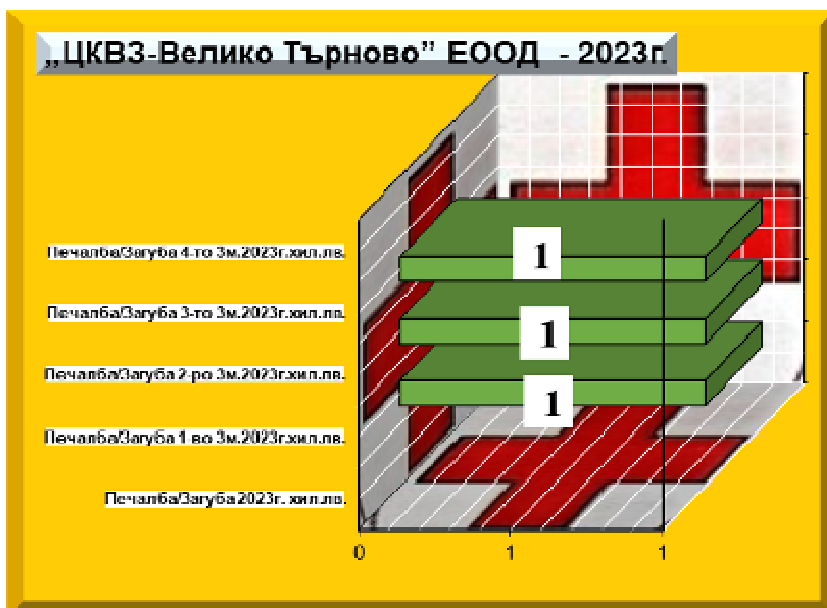 „ЦКВЗ-Велико Търново” ЕООД - 2023г.
Печалба/Загуба 4-то 3м.2023г.хил.лв.
1
Печалба/Загуба 3-то 3м.2023г.хил.лв.
1
Печалба/Загуба 2-ро 3м.2023г.хил.лв.
1
Печалба/Загуба 1-во 3м.2023г.хил.лв.
Печалба/Загуба 2023г. хил.лв.
0 1 1